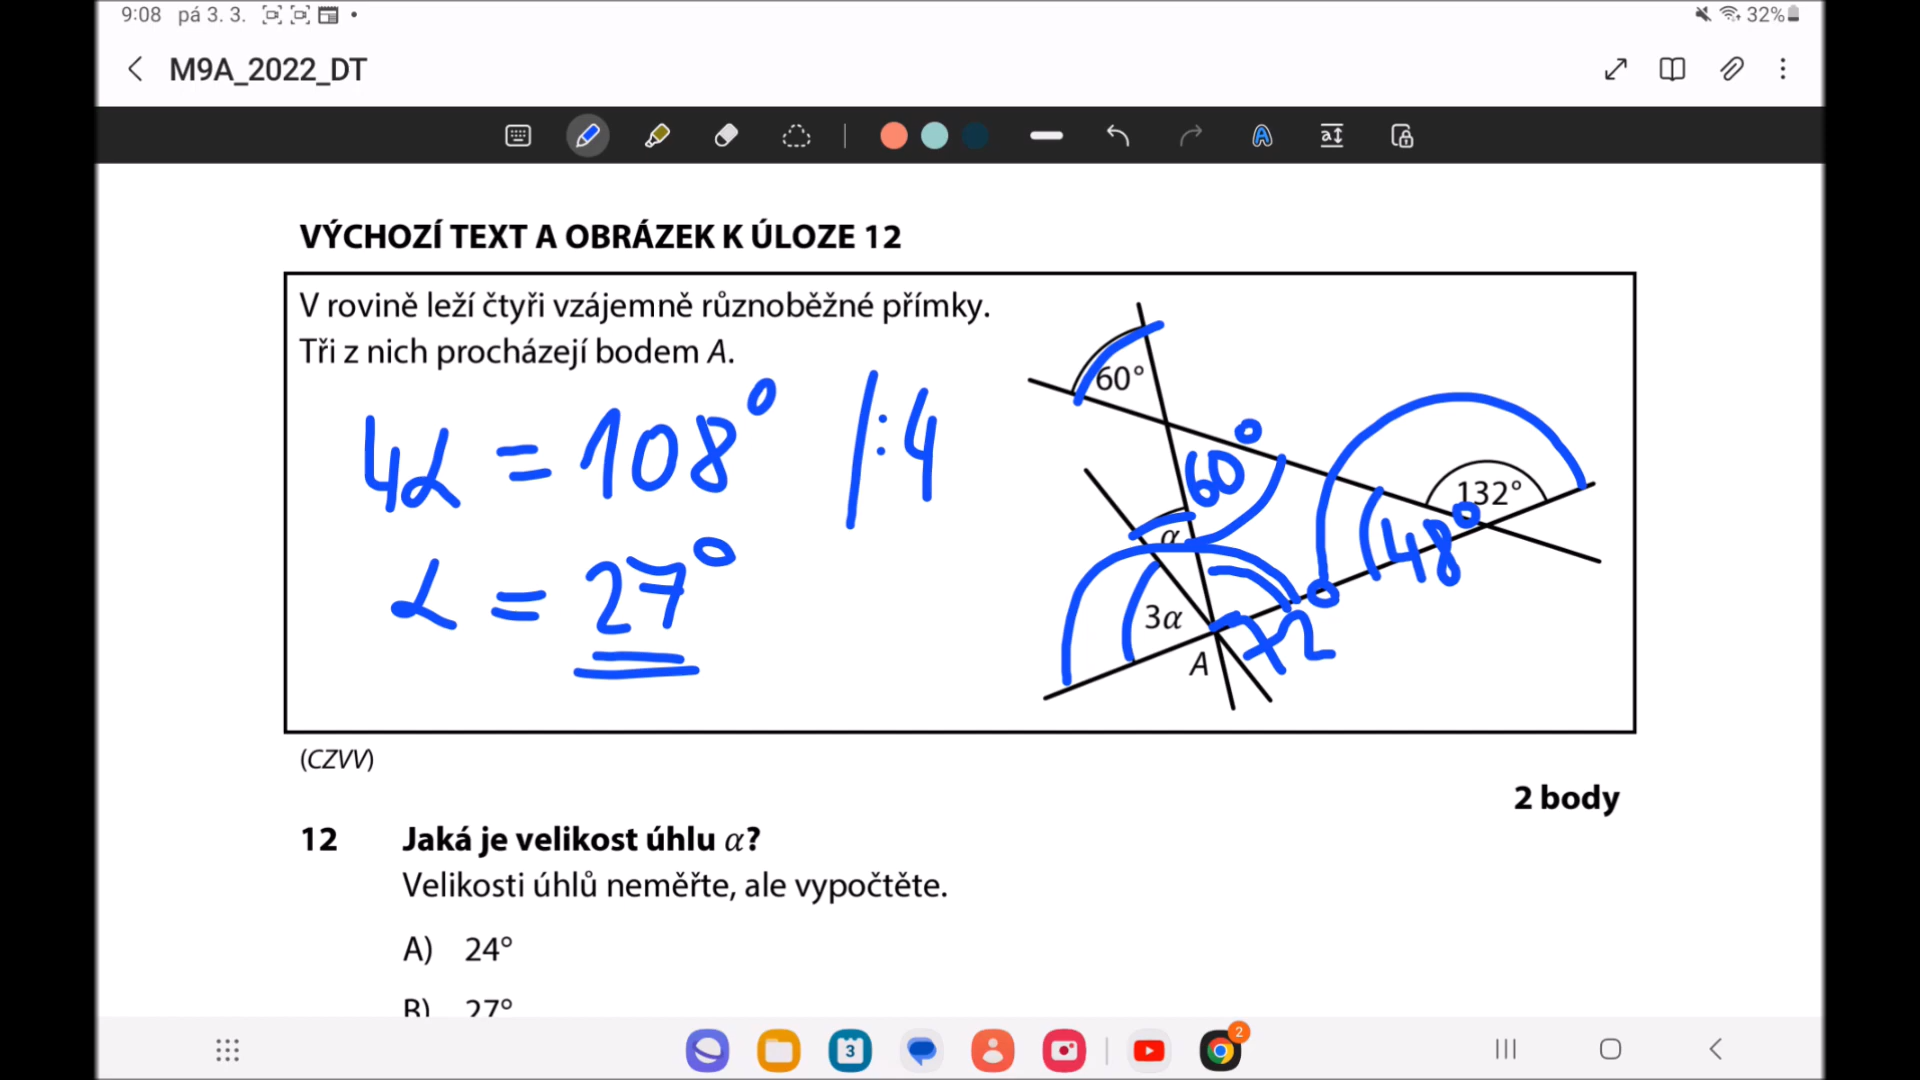 9:08 pá 3. 3.
32%
M9A_2022_DT
VÝCHOZÍ TEXT A OBRÁZEK K ÚLOZE 12
V rovině leží čtyři vzájemně různoběžné přímky.
Tři z nich procházejí bodem A.
4α = 108° /:4
α = 27°
60°
60°
132°
48°
α
3α
72
A
(CZVV)
2 body
12 Jaká je velikost úhlu α?
Velikosti úhlů neměřte, ale vypočtěte.
A) 24°
B) 27°
3
2